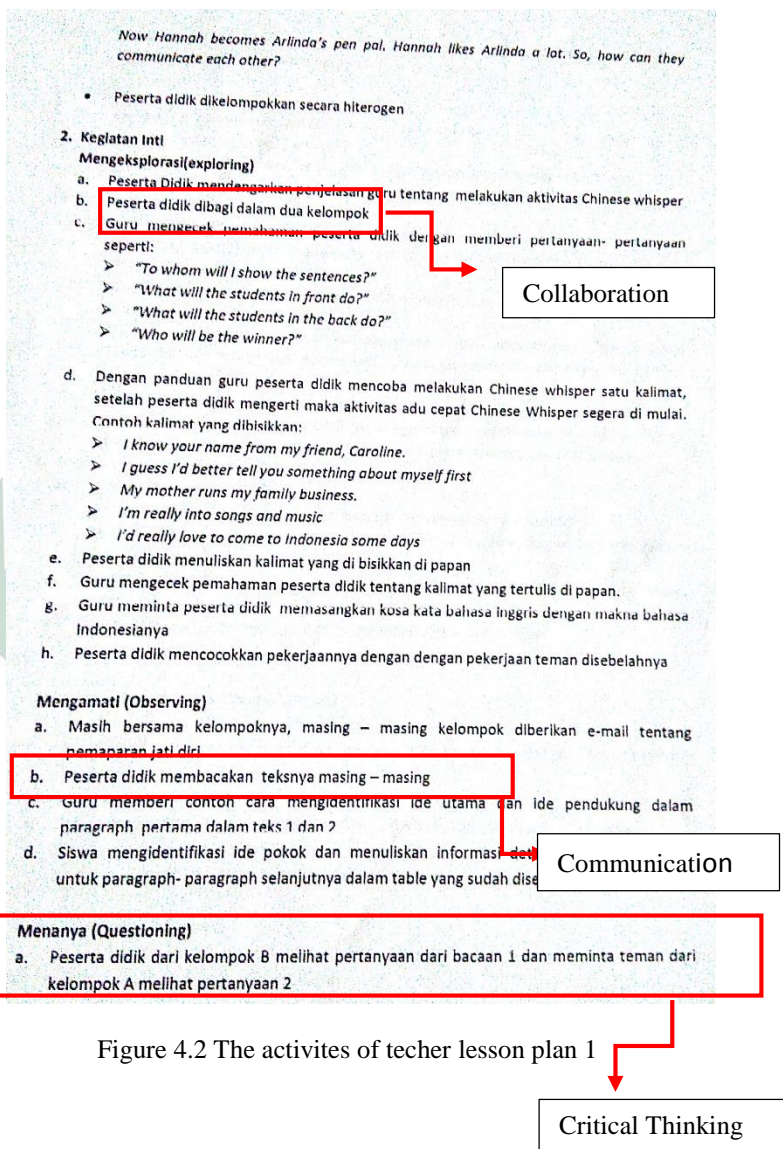 Now Hannah becomes Arlinda's pen pal. Hannah likes Arlinda a lot. So, how can they
communicate each other?
• Peserta didik dikelompokkan secara hiterogen
2. Kegiatan Inti
Mengeksplorasi(exploring)
a. Peserta Didik mendengarkan penjelasan guru tentang melakukan aktivitas Chinese whisper
b. Peserta didik dibagi dalam dua kelompok
c. Guru mengecek pemahaman peserta didik dengan memberi pertanyaan- pertanyaan
seperti:
➢ "To whom will I show the sentences?"
➢ "What will the students in front do?"
➢ "What will the students in the back do?"
➢ "Who will be the winner?"
Collaboration
d. Dengan panduan guru peserta didik mencoba melakukan Chinese whisper satu kalimat,
setelah peserta didik mengerti maka aktivitas adu cepat Chinese Whisper segera di mulai.
Contoh kalimat yang dibisikkan:
➢ I know your name from my friend, Caroline.
➢ I guess I'd better tell you something about myself first
➢ My mother runs my family business.
➢ I'm really into songs and music
➢ I'd really love to come to Indonesia some days
e. Peserta didik menuliskan kalimat yang di bisikkan di papan
f. Guru mengecek pemahaman peserta didik tentang kalimat yang tertulis di papan.
g. Guru meminta peserta didik memasangkan kosa kata bahasa inggris dengan makna bahasa
Indonesianya
h. Peserta didik mencocokkan pekerjaannya dengan dengan pekerjaan teman disebelahnya
Mengamati (Observing)
a. Masih bersama kelompoknya, masing – masing kelompok diberikan e-mail tentang
pemaparan jati diri
b. Peserta didik membacakan teksnya masing – masing
c. Guru memberi contoh cara mengidentifikasi ide utama dan ide pendukung dalam
paragraph pertama dalam teks 1 dan 2
d. Siswa mengidentifikasi ide pokok dan menuliskan informasi
untuk paragraph- paragraph selanjutnya dalam table yang sudah
Communication
Menanya (Questioning)
a. Peserta didik dari kelompok B melihat pertanyaan dari bacaan 1 dan meminta teman dari
kelompok A melihat pertanyaan 2
Figure 4.2 The activites of techer lesson plan 1
Critical Thinking